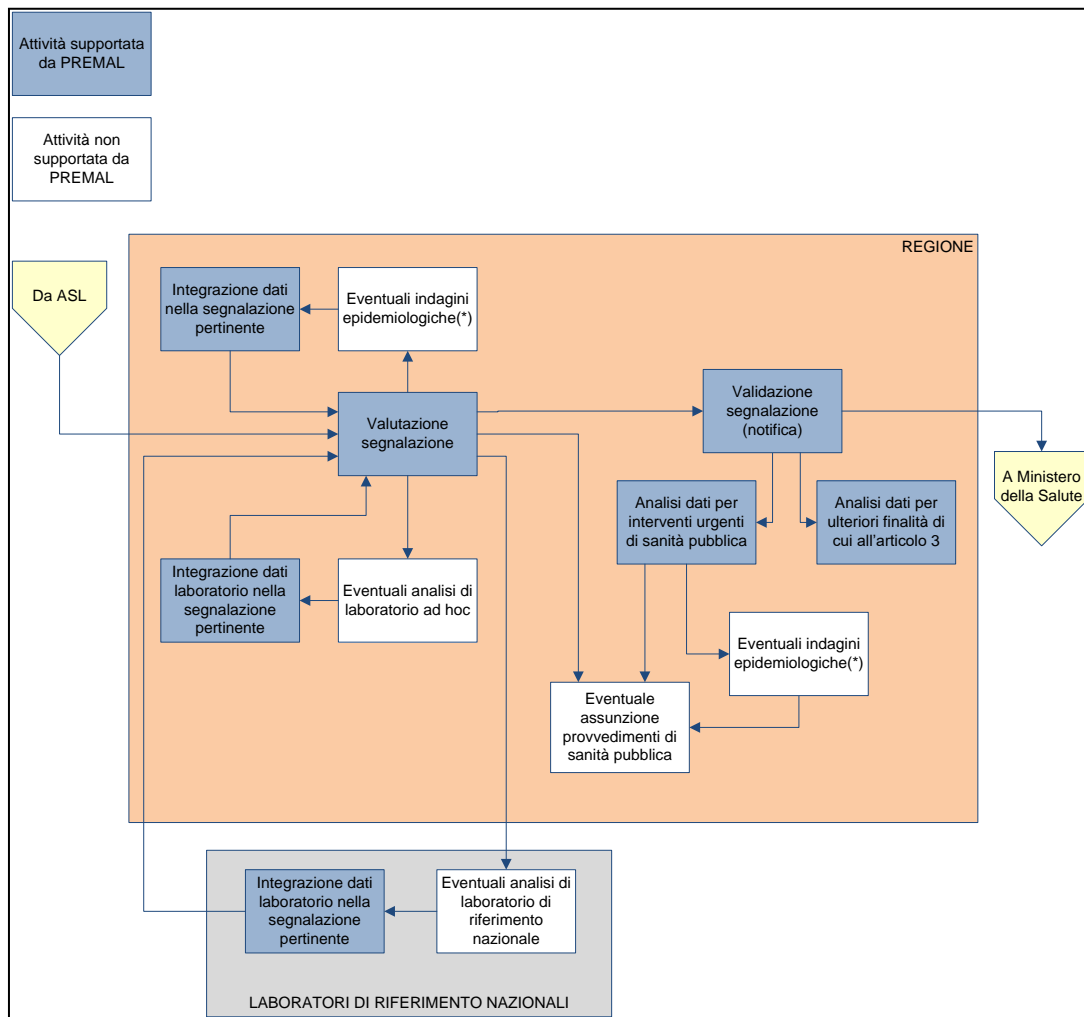 Attività supportata
da PREMAL
Attività non
supportata da
PREMAL
REGIONE
Da ASL
Integrazione dati
nella segnalazione
pertinente
Eventuali indagini
epidemiologiche(*)
Valutazione
segnalazione
Validazione
segnalazione
(notifica)
A Ministero
della Salute
Analisi dati per
interventi urgenti
di sanità pubblica
Analisi dati per
ulteriori finalità di
cui all'articolo 3
Integrazione dati
laboratorio nella
segnalazione
pertinente
Eventuali analisi di
laboratorio ad hoc
Eventuali indagini
epidemiologiche(*)
Eventuale
assunzione
provvedimenti di
sanità pubblica
Integrazione dati
laboratorio nella
segnalazione
pertinente
Eventuali analisi di
laboratorio di
riferimento
nazionale
LABORATORI DI RIFERIMENTO NAZIONALI